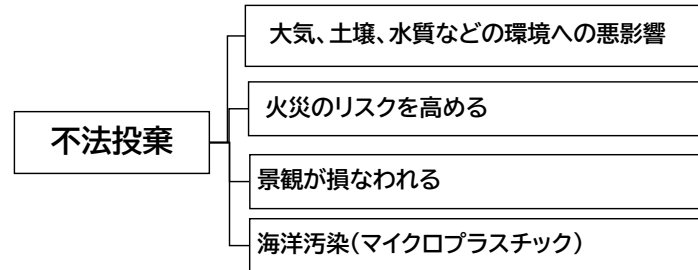 不法投棄
大気、土壌、水質などの環境への悪影響
火災のリスクを高める
景観が損なわれる
海洋汚染(マイクロプラスチック)